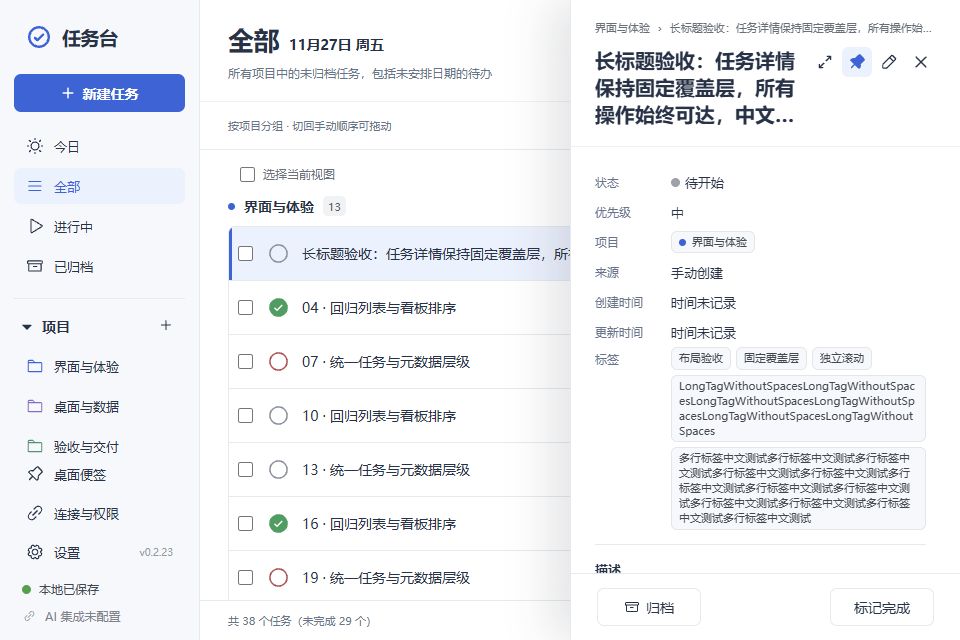 任务台
新建任务
今日
全部
进行中
已归档
项目
界面与体验
桌面与数据
验收与交付
桌面便签
连接与权限
设置 v0.2.23
本地已保存
AI 集成未配置
全部 11月27日 周五
所有项目中的未归档任务，包括未安排日期的待办
按项目分组 · 切回手动顺序可拖动
选择当前视图
界面与体验 13
长标题验收：任务详情保持固定覆盖层，所
04 · 回归列表与看板排序
07 · 统一任务与元数据层级
10 · 回归列表与看板排序
13 · 统一任务与元数据层级
16 · 回归列表与看板排序
19 · 统一任务与元数据层级
共 38 个任务（未完成 29 个）
界面与体验 › 长标题验收：任务详情保持固定覆盖层，所有操作始...
长标题验收：任务详情
保持固定覆盖层，所有
操作始终可达，中文...
状态 待开始
优先级 中
项目 界面与体验
来源 手动创建
创建时间 时间未记录
更新时间 时间未记录
标签 布局验收 固定覆盖层 独立滚动
LongTagWithoutSpacesLongTagWithoutSpac
esLongTagWithoutSpacesLongTagWithoutSp
acesLongTagWithoutSpacesLongTagWithout
Spaces
多行标签中文测试多行标签中文测试多行标签中
文测试多行标签中文测试多行标签中文测试多行
标签中文测试多行标签中文测试多行标签中文测
试多行标签中文测试多行标签中文测试多行标签
中文测试多行标签中文测试
描述
归档
标记完成